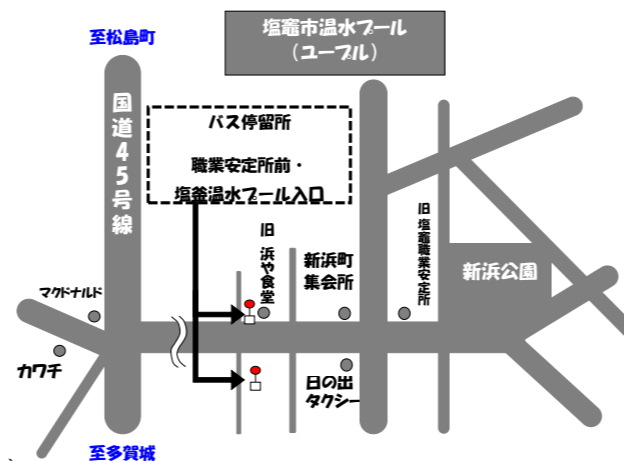 至松島町
塩竈市温水プール
（ユープル）
国道45号線
バス停留所
職業安定所前・
塩釜温水プール入口
旧 浜や食堂
新浜町
集会所
旧 塩竈職業安定所
新浜公園
マクドナルド
カワチ
日の出
タクシー
至多賀城